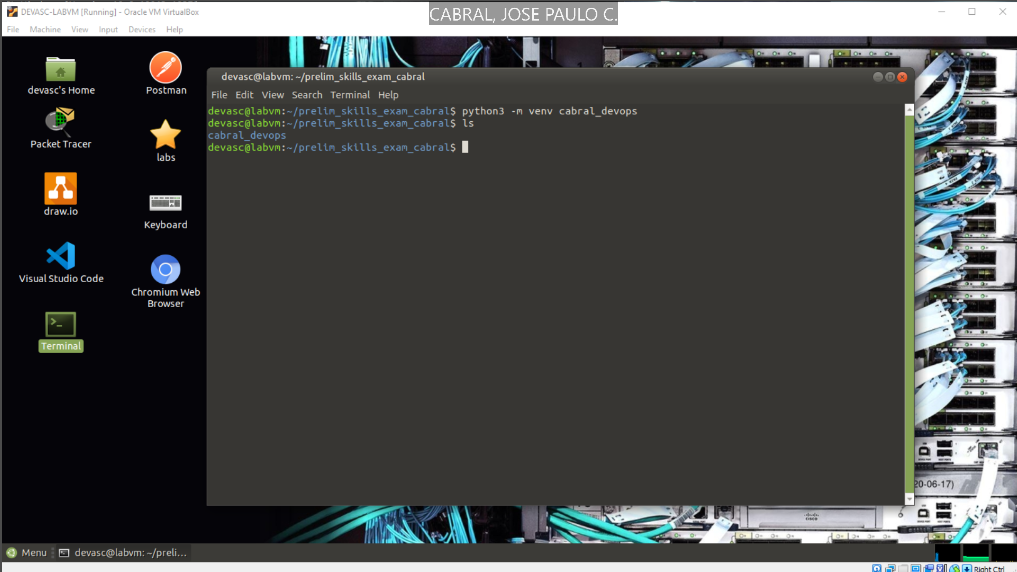 DEVASC-LABVM [Running] - Oracle VM VirtualBox
CABRAL, JOSE PAULO C.
File Machine View Input Devices Help
devasc's Home
Postman
Packet Tracer
labs
draw.io
Keyboard
Visual Studio Code
Chromium Web
Browser
Terminal
devasc@labvm: ~/prelim_skills_exam_cabral
File Edit View Search Terminal Help
devasc@labvm:~/prelim_skills_exam_cabral$ python3 -m venv cabral_devops
devasc@labvm:~/prelim_skills_exam_cabral$ ls
cabral_devops
devasc@labvm:~/prelim_skills_exam_cabral$
20-06-17)
Menu
devasc@labvm: ~/preli...
Right Ctrl